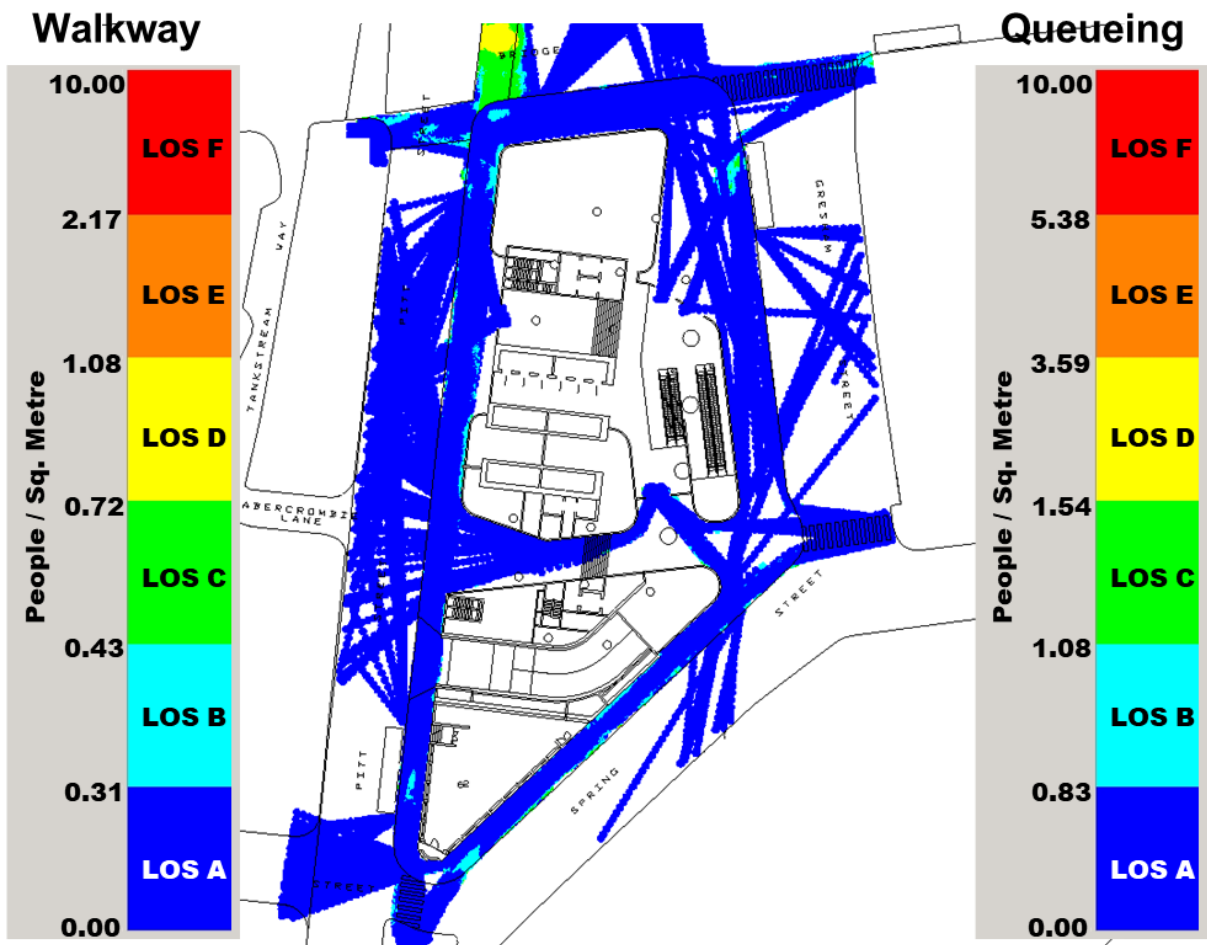 Walkway
10.00
LOS F
2.17
LOS E
1.08
LOS D
0.72
LOS C
0.43
LOS B
0.31
LOS A
0.00
People / Sq. Metre
BRIDGE
STREET
TANKSTREAM WAY
PITT
ABERCROMBIE
LANE
GRESHAM
STREET
PITT
STREET
SPRING
STREET
Queueing
10.00
LOS F
5.38
LOS E
3.59
LOS D
1.54
LOS C
1.08
LOS B
0.83
LOS A
0.00
People / Sq. Metre